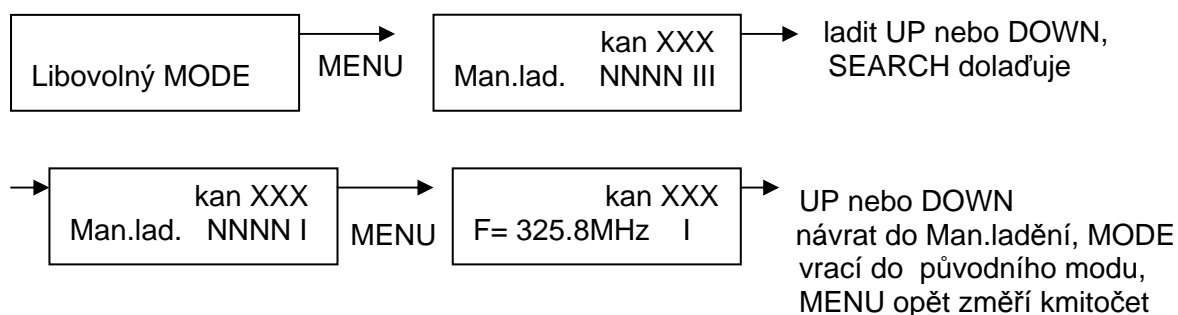 Libovolný MODE
MENU
kan XXX
Man.lad. NNNN III
ladit UP nebo DOWN,
SEARCH dolaďuje
kan XXX
Man.lad. NNNN I
MENU
kan XXX
F= 325.8MHz I
UP nebo DOWN
návrat do Man.ladění, MODE
vrací do původního modu,
MENU opět změří kmitočet